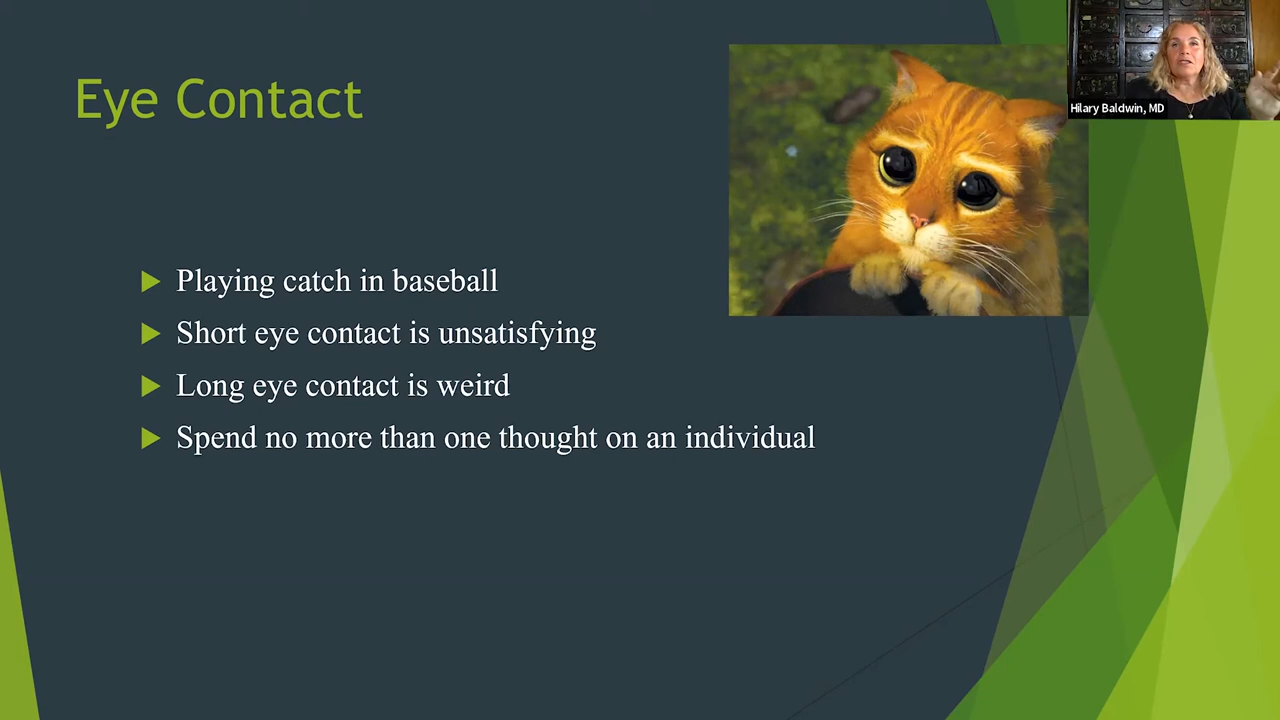 Eye Contact
Hilary Baldwin, MD
Playing catch in baseball
Short eye contact is unsatisfying
Long eye contact is weird
Spend no more than one thought on an individual